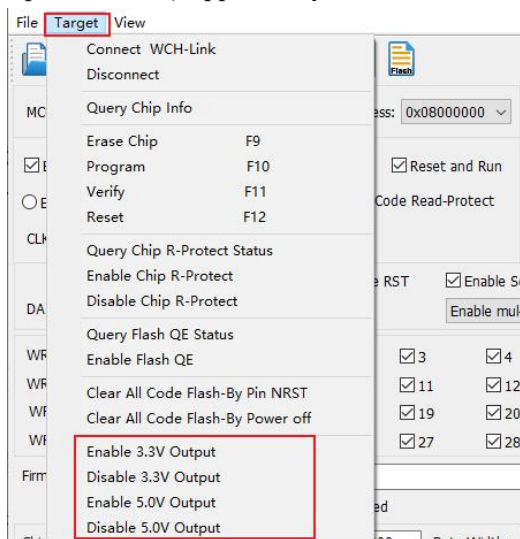 File Target View
Connect WCH-Link
Disconnect
Flash
Query Chip Info
MC
ess: 0x08000000
Erase Chip F9
Program F10
Reset and Run
Verify F11
Code Read-Protect
Reset F12
CLK
Query Chip R-Protect Status
Enable Chip R-Protect
e RST Enable S
Disable Chip R-Protect
DA
Enable mul
Query Flash QE Status
WR 3 4
Enable Flash QE
WR 11 12
Clear All Code Flash-By Pin NRST
19 20
Clear All Code Flash-By Power off
27 28
Enable 3.3V Output
Firm
Disable 3.3V Output
Enable 5.0V Output
ed
Disable 5.0V Output